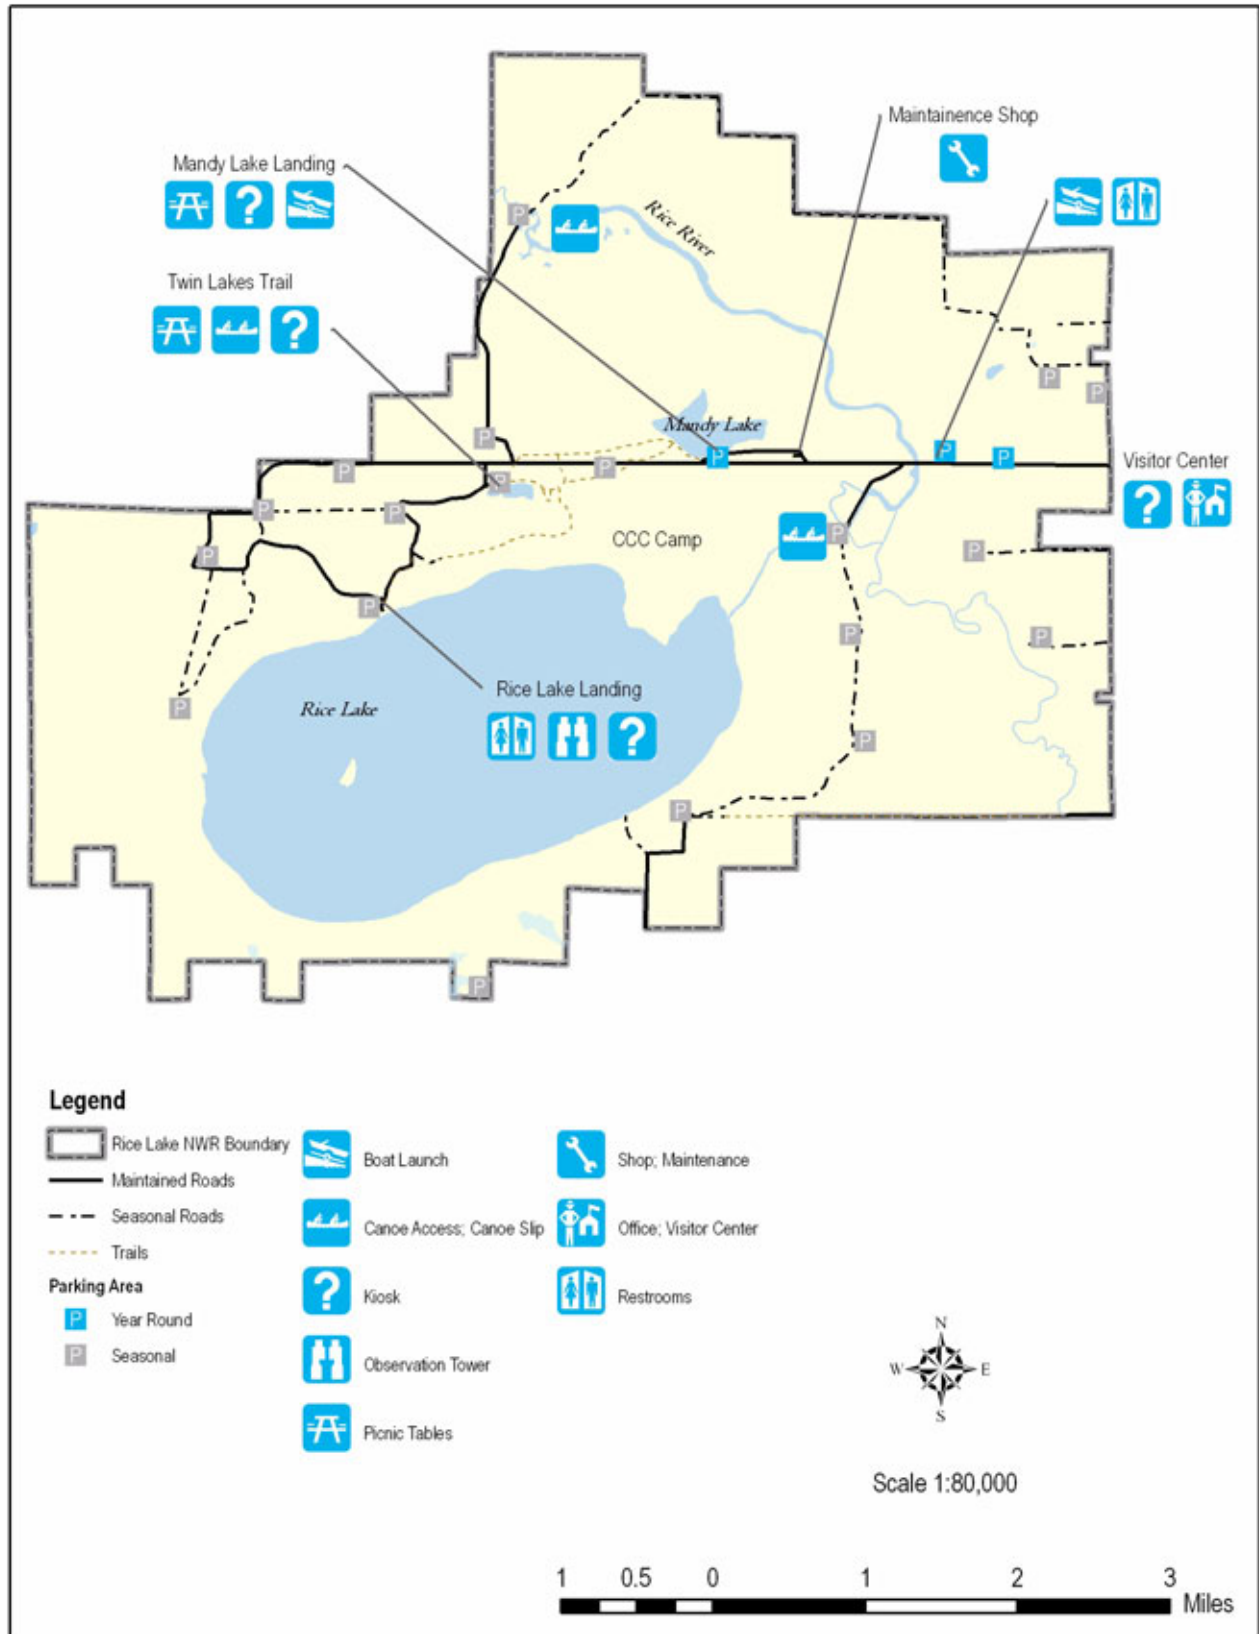 Maintainence Shop
Mandy Lake Landing
?
Rice River
Twin Lakes Trail
?
P
P
P
P
Mandy Lake
P
P
P
P
P
Visitor Center
?
P
P
P
P
CCC Camp
P
P
P
P
P
P
Rice Lake Landing
?
Rice Lake
P
P
P
P
Legend
Rice Lake NWR Boundary
Maintained Roads
Seasonal Roads
Trails
Parking Area
P Year Round
P Seasonal
Boat Launch
Canoe Access; Canoe Slip
? Kiosk
Observation Tower
Picnic Tables
Shop; Maintenance
Office; Visitor Center
Restrooms
N
W E
S
Scale 1:80,000
1 0.5 0 1 2 3
Miles